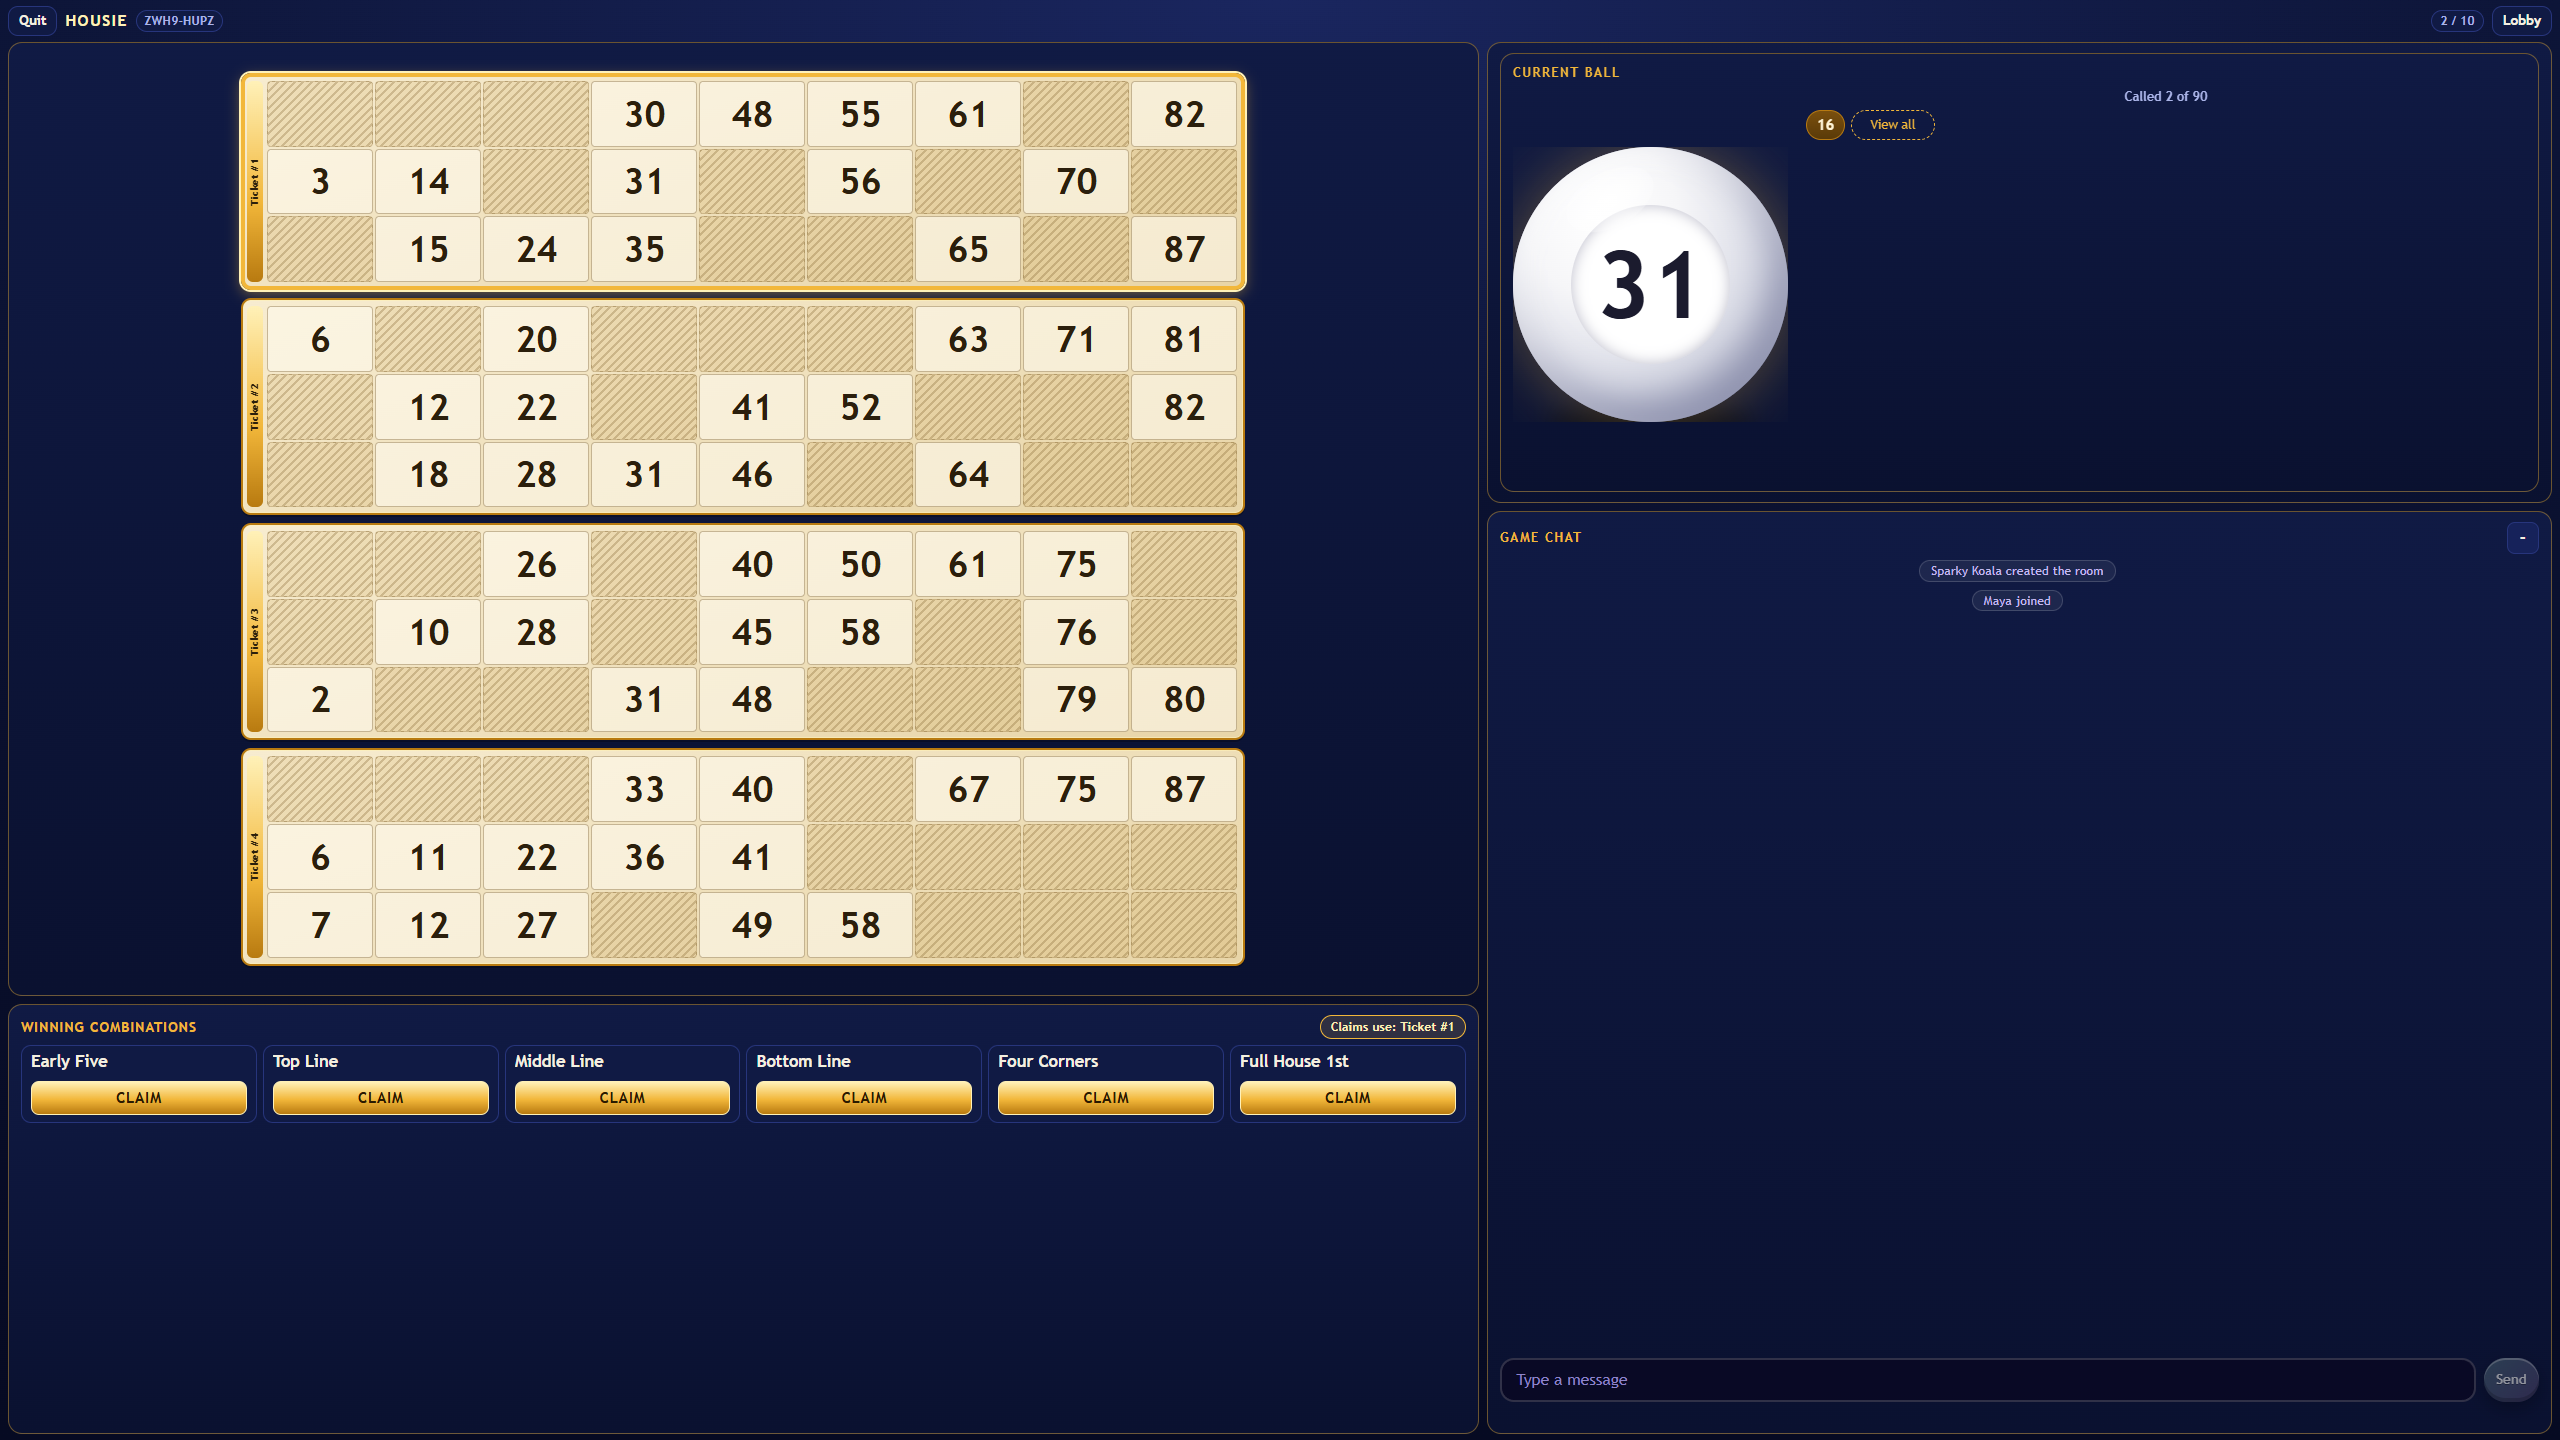 Quit HOUSIE ZWH9-HUPZ
2 / 10 Lobby
Ticket #1
30 48 55 61 82
3 14 31 56 70
15 24 35 65 87
Ticket #2
6 20 63 71 81
12 22 41 52 82
18 28 31 46 64
Ticket #3
26 40 50 61 75
10 28 45 58 76
2 31 48 79 80
Ticket #4
33 40 67 75 87
6 11 22 36 41
7 12 27 49 58
WINNING COMBINATIONS
Claims use: Ticket #1
Early Five Top Line Middle Line Bottom Line Four Corners Full House 1st
CLAIM CLAIM CLAIM CLAIM CLAIM CLAIM
CURRENT BALL
Called 2 of 90
16 View all
31
GAME CHAT
-
Sparky Koala created the room
Maya joined
Type a message Send